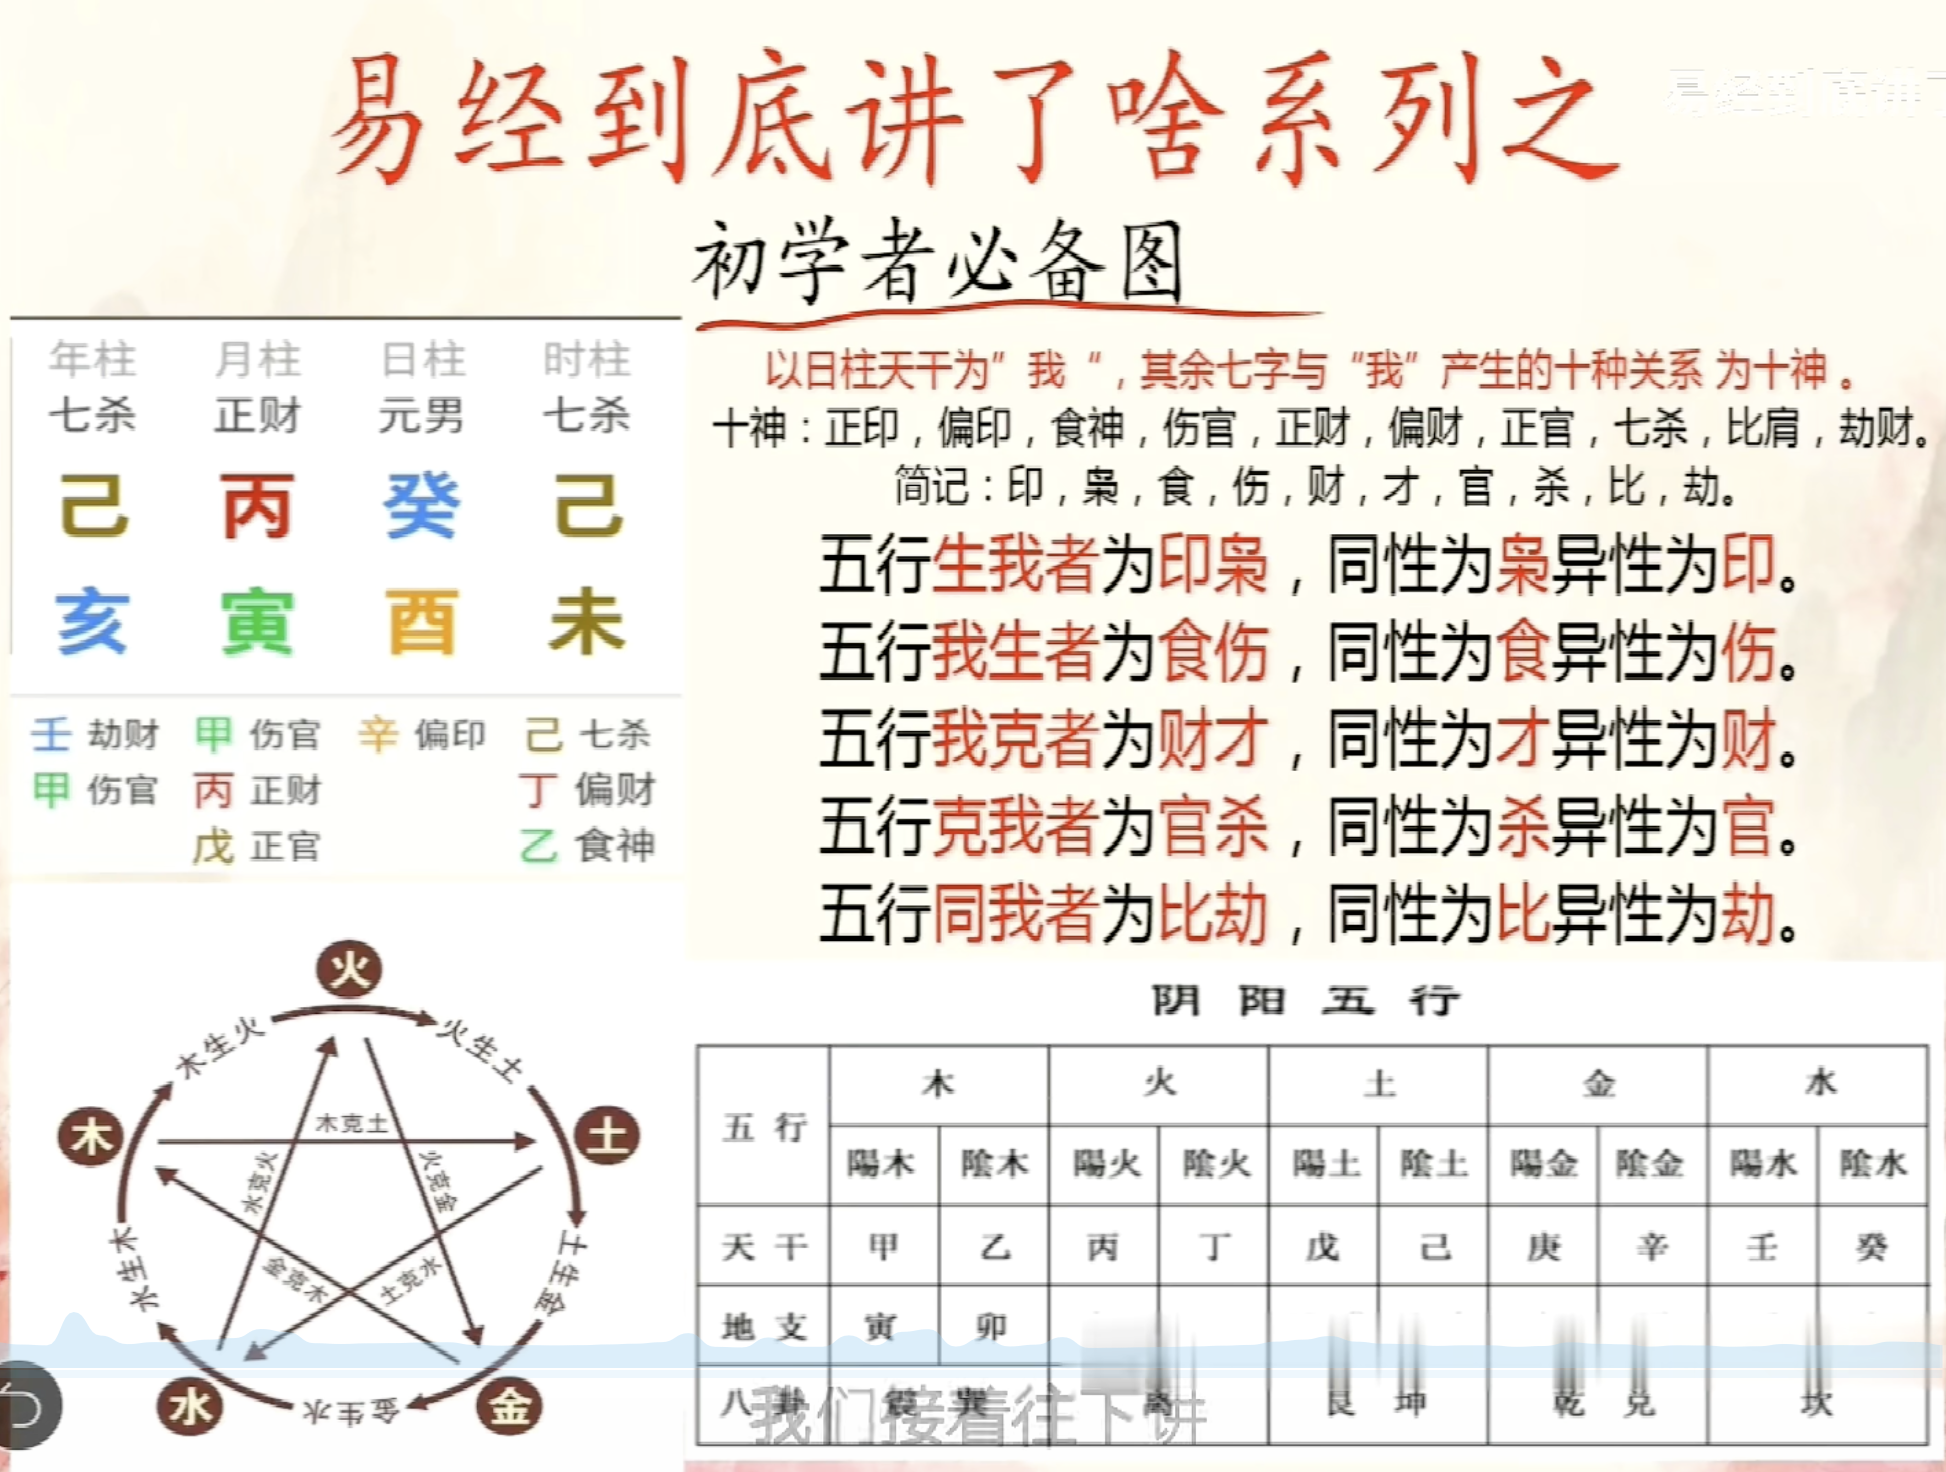 易经到底讲了啥系列之
初学者必备图
年柱 月柱 日柱 时柱
七杀 正财 元男 七杀
己 丙 癸 己
亥 寅 酉 未
壬 劫财 甲 伤官 辛 偏印 己 七杀
甲 伤官 丙 正财 丁 偏财
戊 正官 乙 食神
以日柱天干为”我“，其余七字与“我”产生的十种关系 为十神 。
十神：正印，偏印，食神，伤官，正财，偏财，正官，七杀，比肩，劫财。
简记：印，枭，食，伤，财，才，官，杀，比，劫。
五行生我者为印枭，同性为枭异性为印。
五行我生者为食伤，同性为食异性为伤。
五行我克者为财才，同性为才异性为财。
五行克我者为官杀，同性为杀异性为官。
五行同我者为比劫，同性为比异性为劫。
火
木生火 火生土
木 土
木克土
水克火 火克金
金克木 土克水
水生木 土生金
水 金
金生水
阴阳五行
五行 木 火 土 金 水
陽木 陰木 陽火 陰火 陽土 陰土 陽金 陰金 陽水 陰水
天干 甲 乙 丙 丁 戊 己 庚 辛 壬 癸
地支 寅 卯
八卦 震 巽 离 艮 坤 乾 兑 坎
我们接着往下讲